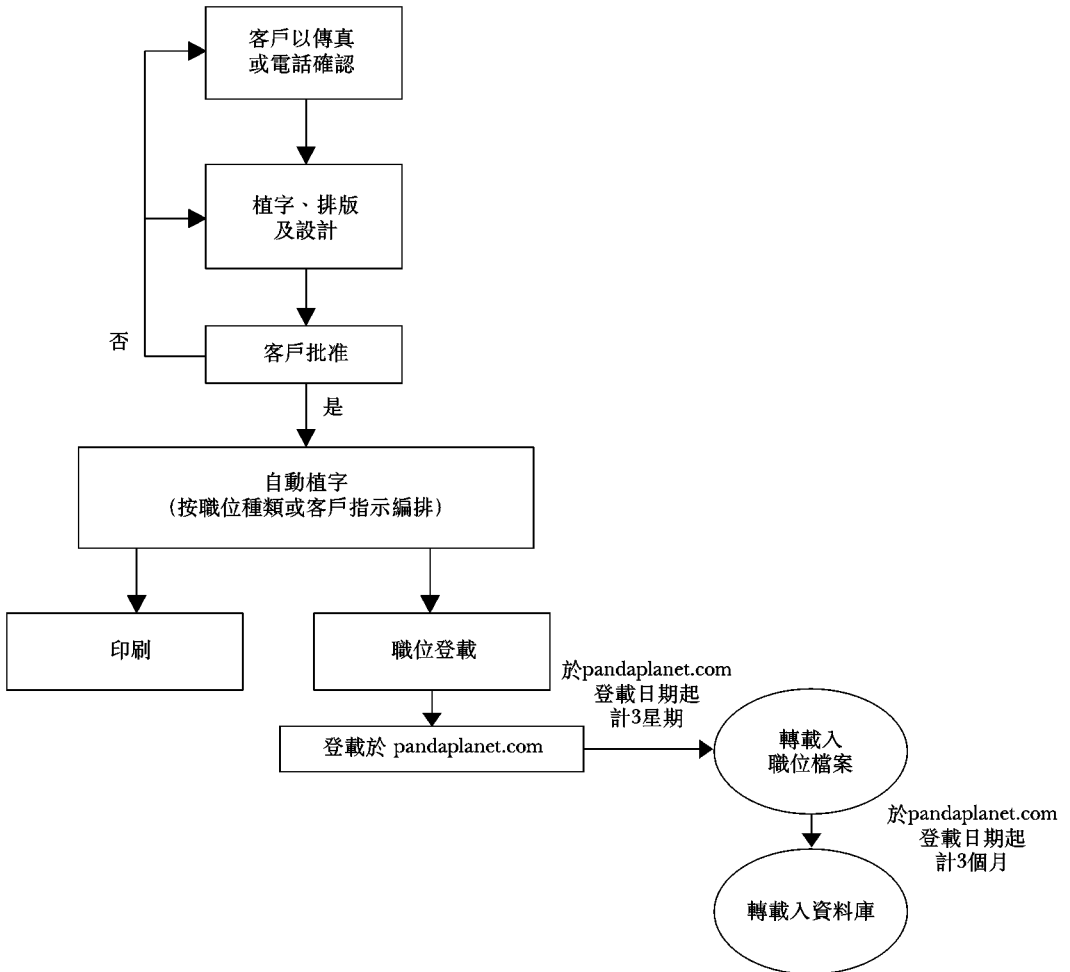 客戶以傳真
或電話確認
植字、排版
及設計
否
客戶批准
是
自動植字
(按職位種類或客戶指示編排)
印刷
職位登載
於pandaplanet.com
登載日期起
計3星期
登載於 pandaplanet.com
轉載入
職位檔案
於pandaplanet.com
登載日期起
計3個月
轉載入資料庫